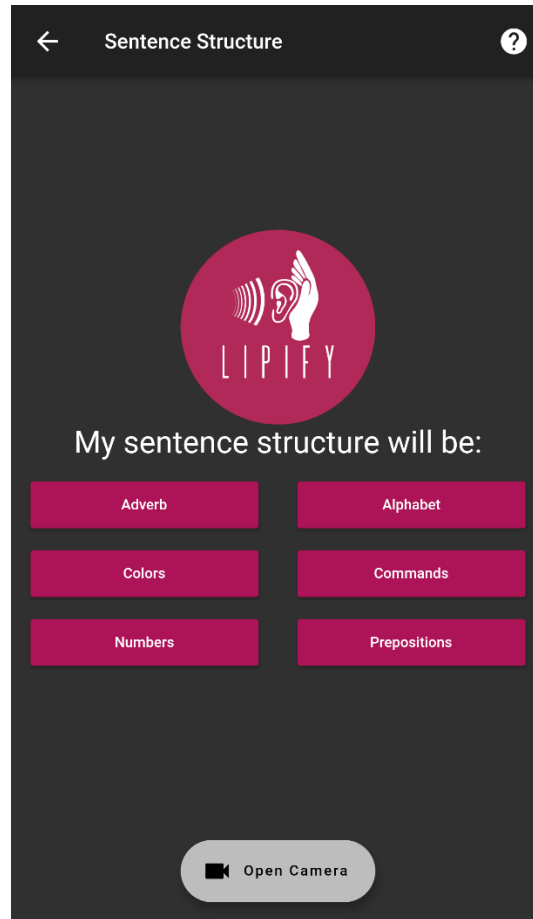 Sentence Structure ?
LIPIFY
My sentence structure will be:
Adverb Alphabet
Colors Commands
Numbers Prepositions
Open Camera